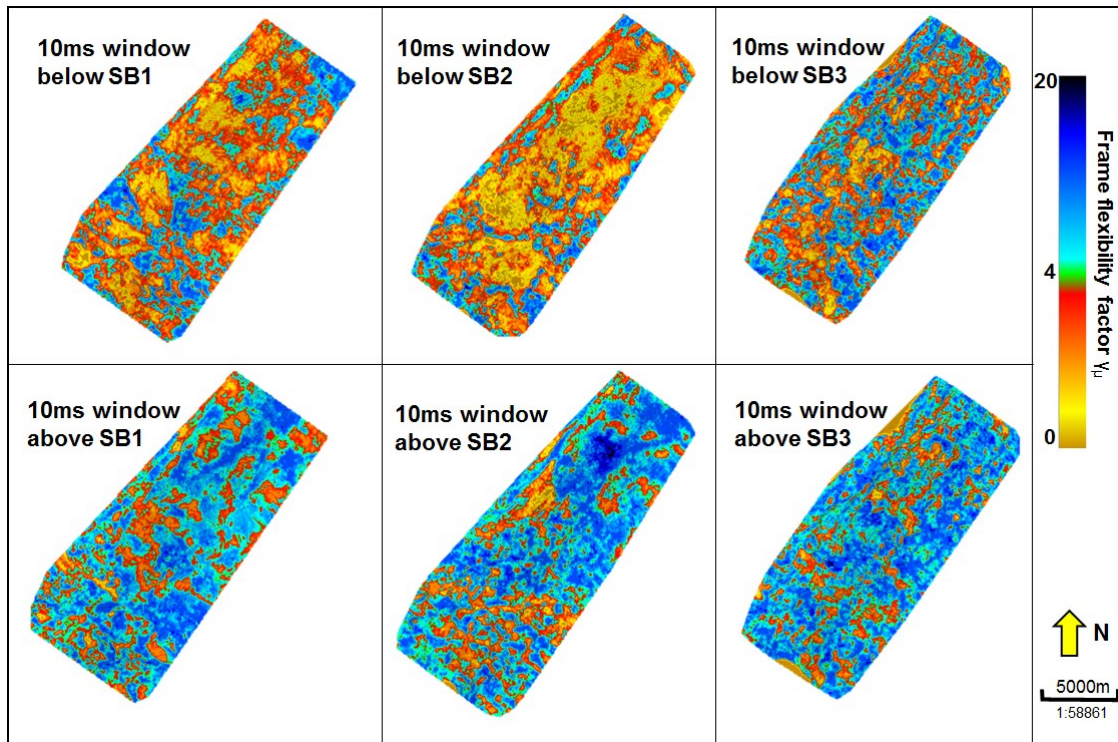 10ms window
below SB1
10ms window
below SB2
10ms window
below SB3
20
4
0
Frame flexibility factor γμ
10ms window
above SB1
10ms window
above SB2
10ms window
above SB3
N
5000m
1:58861